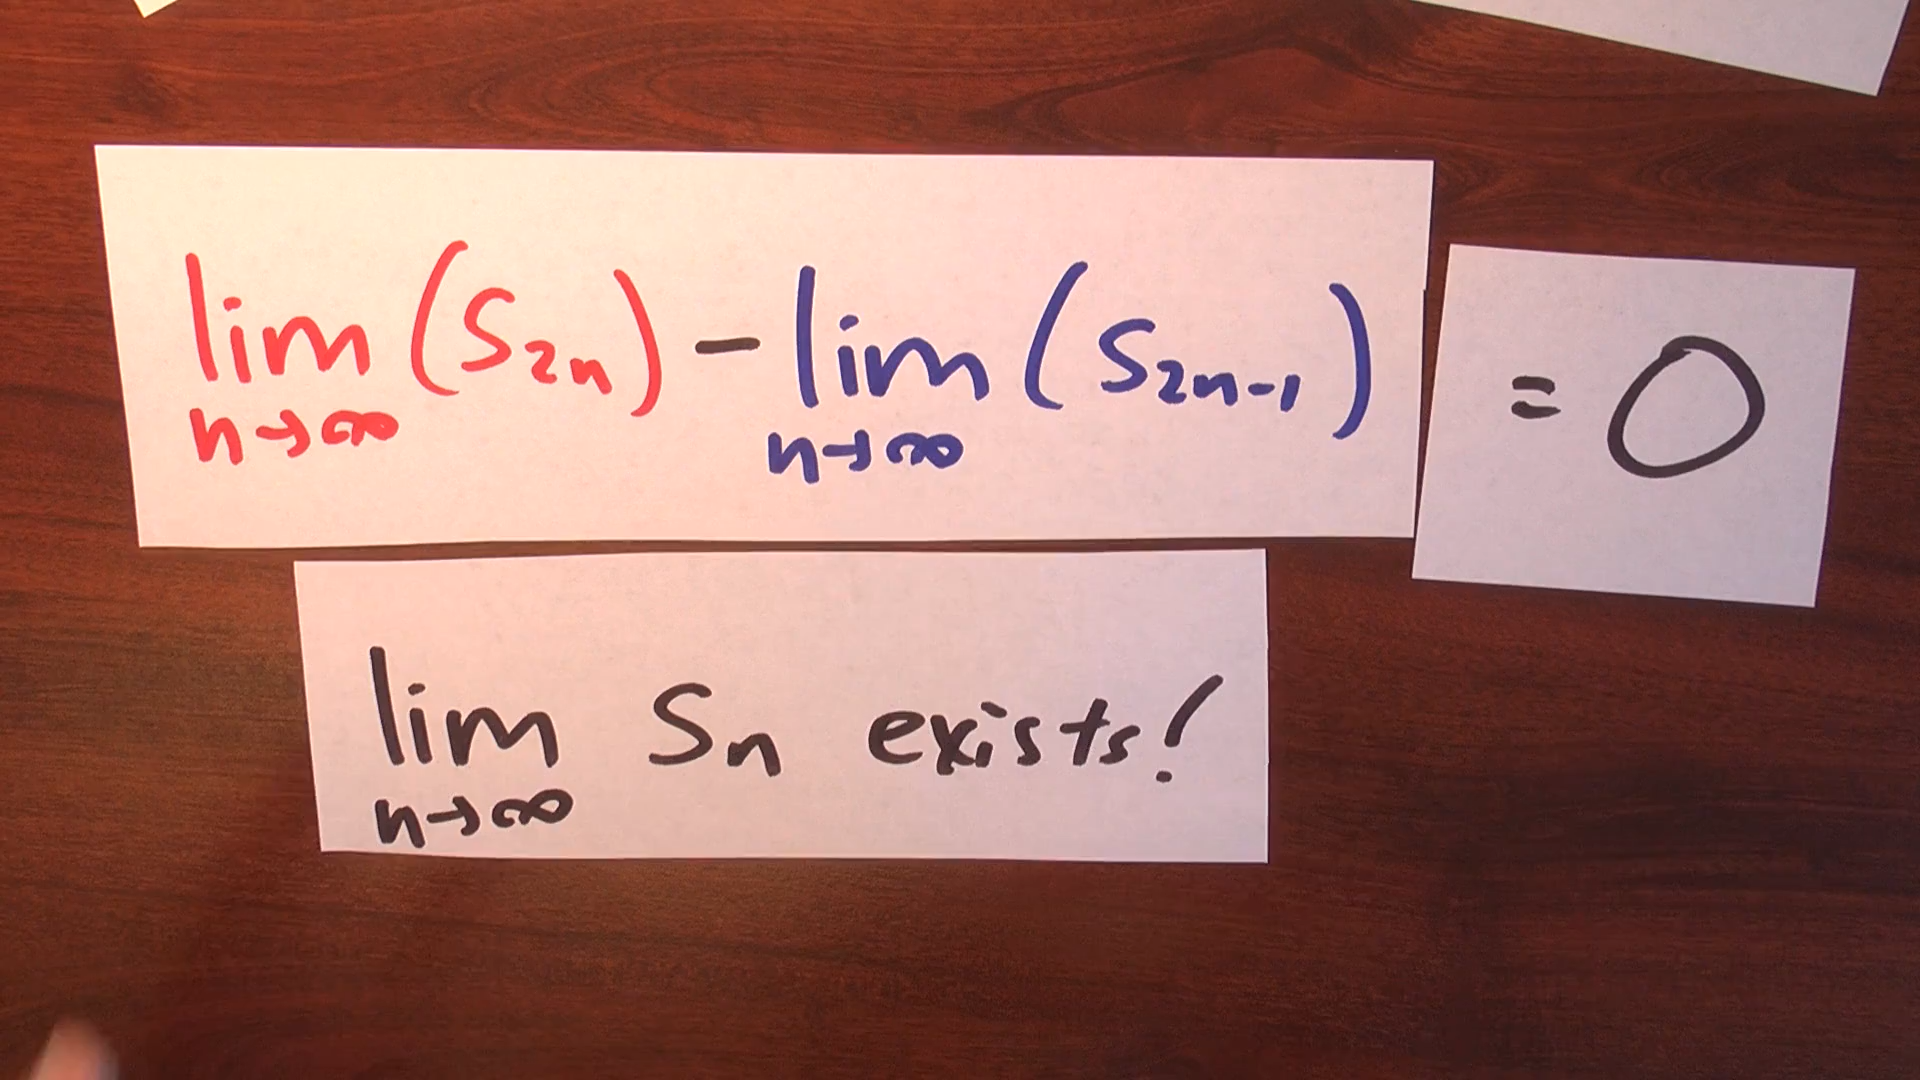 lim (S2n) - lim (S2n-1) = 0
n→∞ n→∞
lim Sn exists!
n→∞